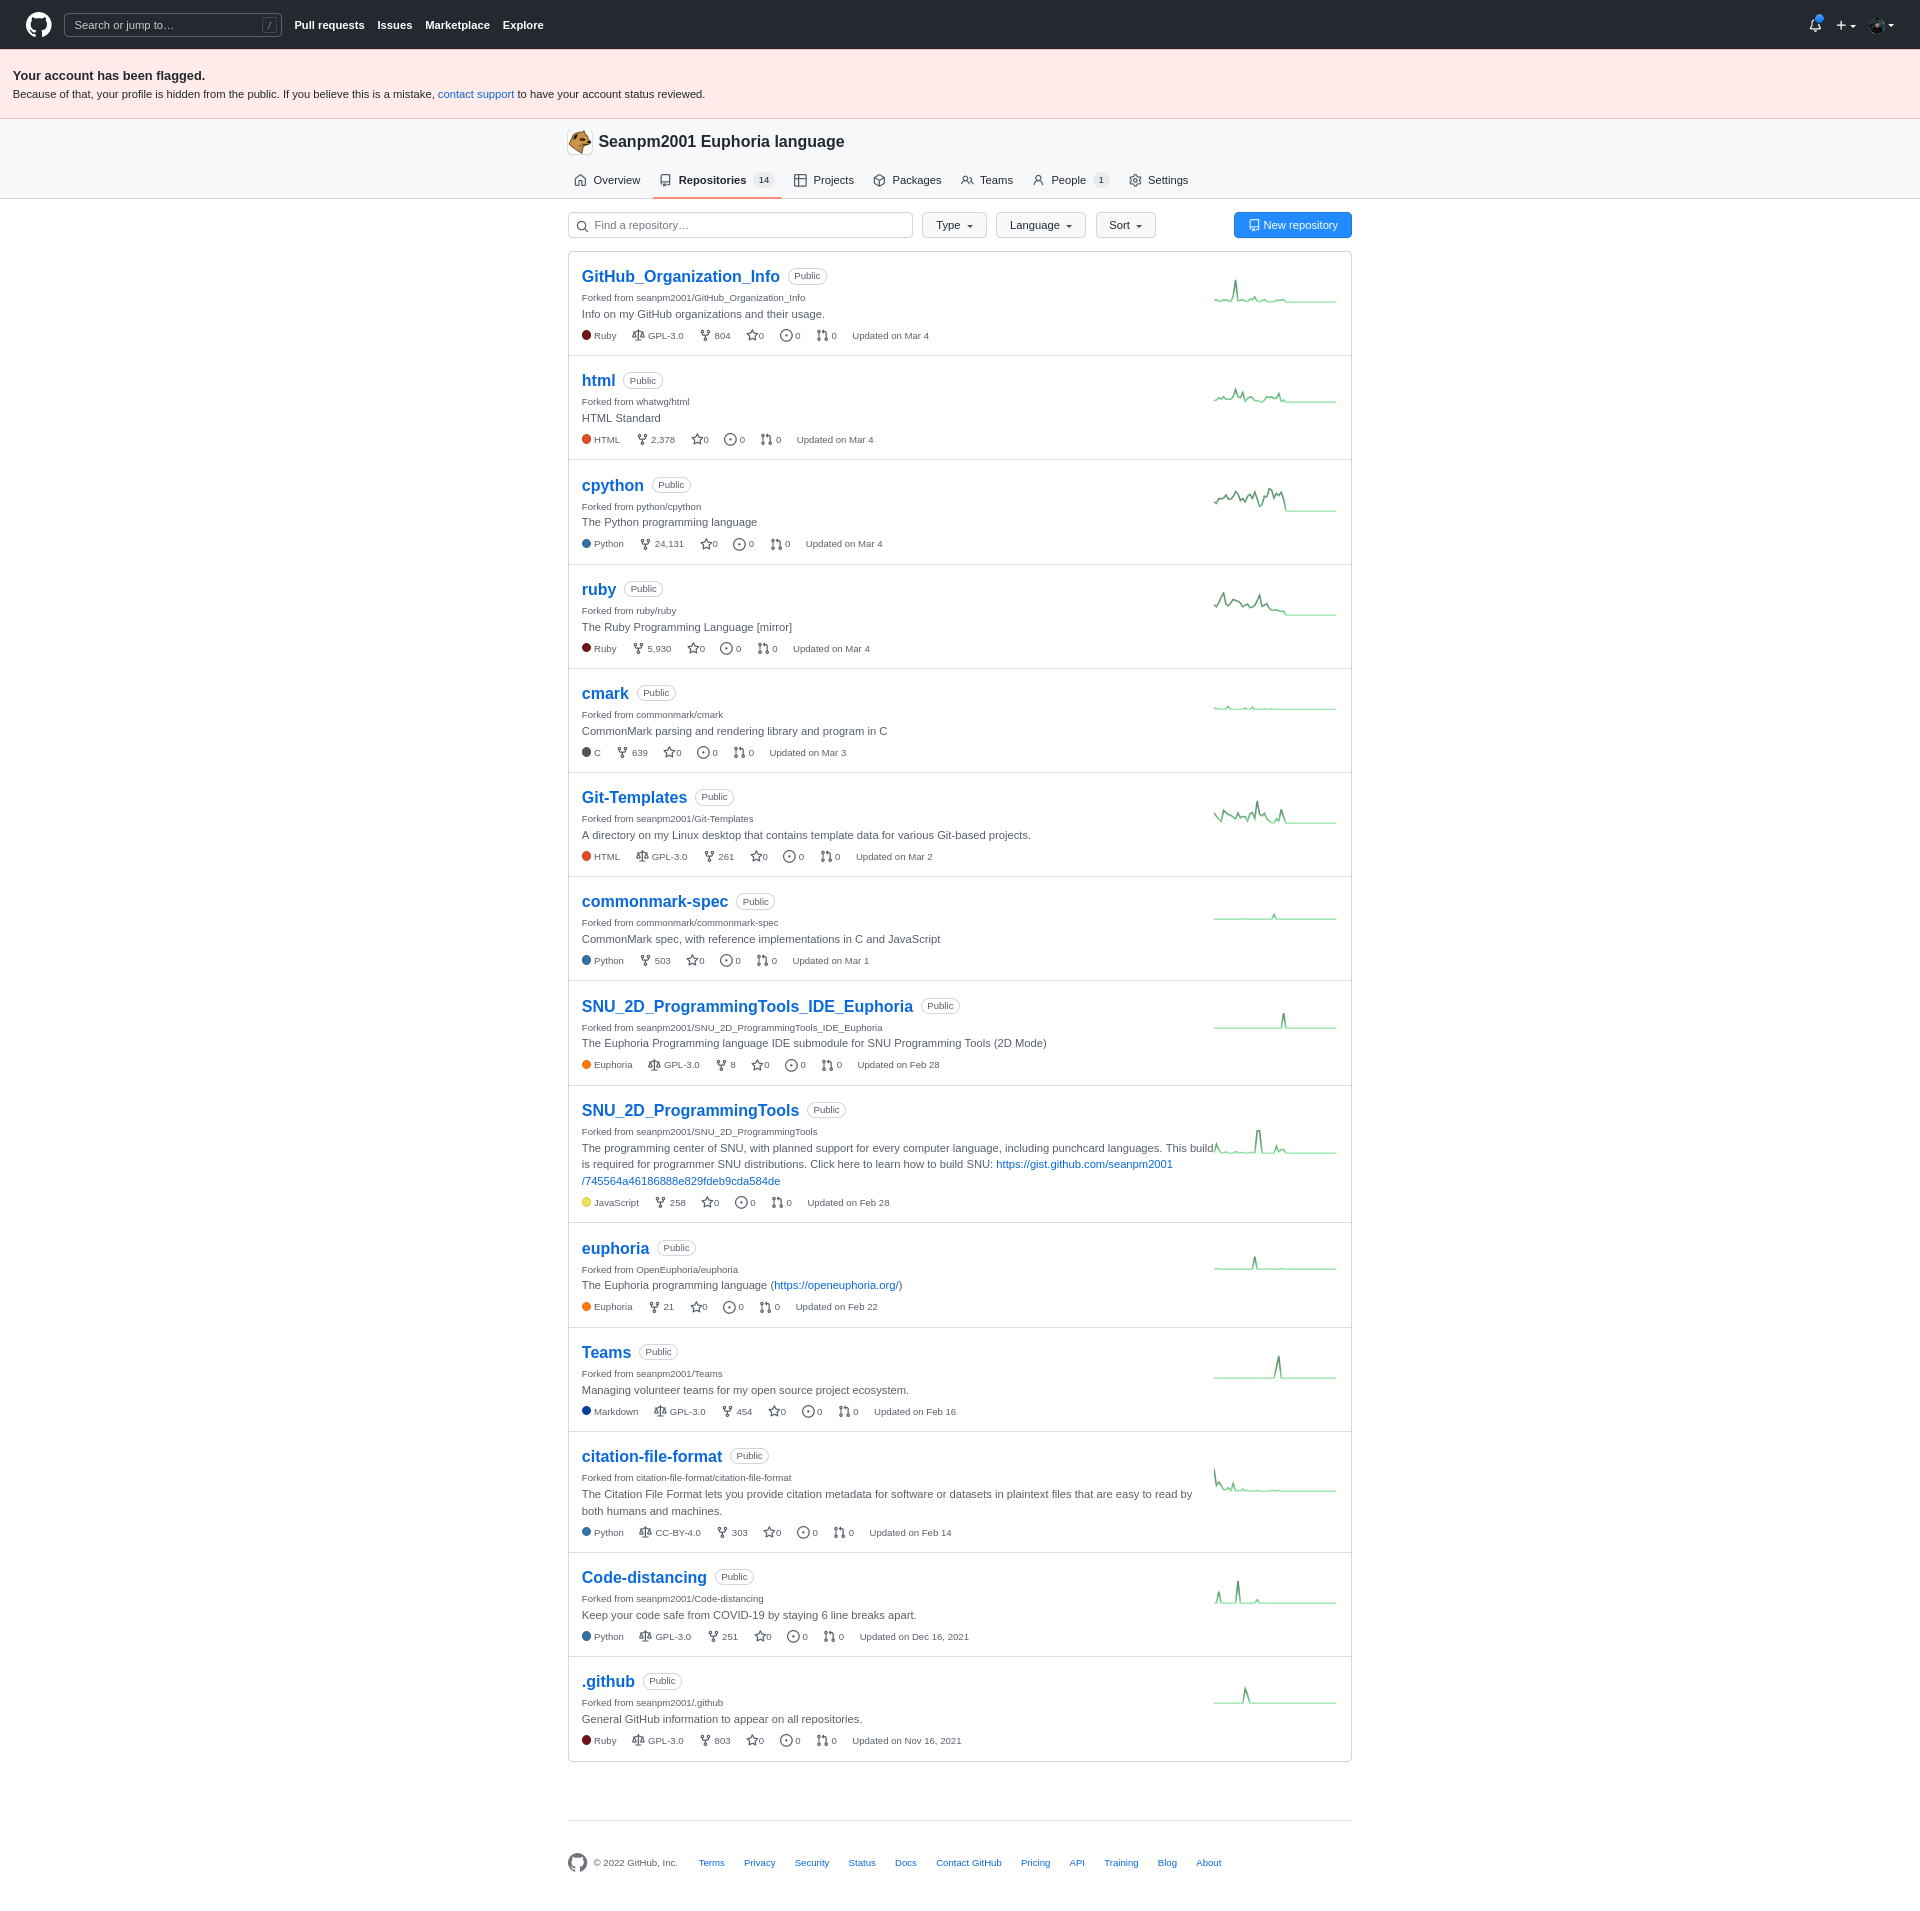 Search or jump to… /
Pull requests Issues Marketplace Explore
Your account has been flagged.
Because of that, your profile is hidden from the public. If you believe this is a mistake, contact support to have your account status reviewed.
Seanpm2001 Euphoria language
Overview Repositories 14 Projects Packages Teams People 1 Settings
Find a repository… Type Language Sort New repository
GitHub_Organization_Info Public
Forked from seanpm2001/GitHub_Organization_Info
Info on my GitHub organizations and their usage.
Ruby GPL-3.0 804 0 0 0 Updated on Mar 4
html Public
Forked from whatwg/html
HTML Standard
HTML 2,378 0 0 0 Updated on Mar 4
cpython Public
Forked from python/cpython
The Python programming language
Python 24,131 0 0 0 Updated on Mar 4
ruby Public
Forked from ruby/ruby
The Ruby Programming Language [mirror]
Ruby 5,930 0 0 0 Updated on Mar 4
cmark Public
Forked from commonmark/cmark
CommonMark parsing and rendering library and program in C
C 639 0 0 0 Updated on Mar 3
Git-Templates Public
Forked from seanpm2001/Git-Templates
A directory on my Linux desktop that contains template data for various Git-based projects.
HTML GPL-3.0 261 0 0 0 Updated on Mar 2
commonmark-spec Public
Forked from commonmark/commonmark-spec
CommonMark spec, with reference implementations in C and JavaScript
Python 503 0 0 0 Updated on Mar 1
SNU_2D_ProgrammingTools_IDE_Euphoria Public
Forked from seanpm2001/SNU_2D_ProgrammingTools_IDE_Euphoria
The Euphoria Programming language IDE submodule for SNU Programming Tools (2D Mode)
Euphoria GPL-3.0 8 0 0 0 Updated on Feb 28
SNU_2D_ProgrammingTools Public
Forked from seanpm2001/SNU_2D_ProgrammingTools
The programming center of SNU, with planned support for every computer language, including punchcard languages. This build
is required for programmer SNU distributions. Click here to learn how to build SNU: https://gist.github.com/seanpm2001
/745564a46186888e829fdeb9cda584de
JavaScript 258 0 0 0 Updated on Feb 28
euphoria Public
Forked from OpenEuphoria/euphoria
The Euphoria programming language (https://openeuphoria.org/)
Euphoria 21 0 0 0 Updated on Feb 22
Teams Public
Forked from seanpm2001/Teams
Managing volunteer teams for my open source project ecosystem.
Markdown GPL-3.0 454 0 0 0 Updated on Feb 16
citation-file-format Public
Forked from citation-file-format/citation-file-format
The Citation File Format lets you provide citation metadata for software or datasets in plaintext files that are easy to read by
both humans and machines.
Python CC-BY-4.0 303 0 0 0 Updated on Feb 14
Code-distancing Public
Forked from seanpm2001/Code-distancing
Keep your code safe from COVID-19 by staying 6 line breaks apart.
Python GPL-3.0 251 0 0 0 Updated on Dec 16, 2021
.github Public
Forked from seanpm2001/.github
General GitHub information to appear on all repositories.
Ruby GPL-3.0 803 0 0 0 Updated on Nov 16, 2021
© 2022 GitHub, Inc. Terms Privacy Security Status Docs Contact GitHub Pricing API Training Blog About